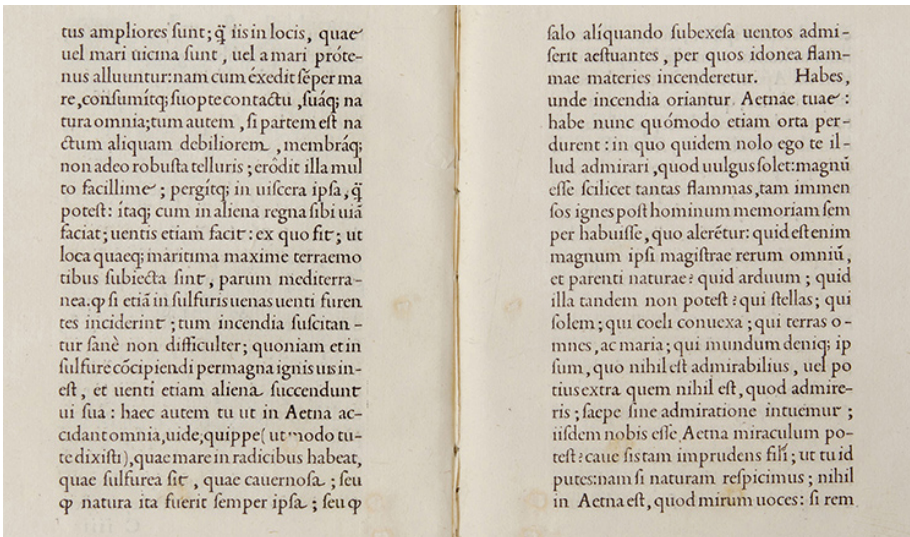 tus ampliores ſunt; q̃ iis in locis, quae
uel mari uicina ſunt, uel a mari próte-
nus alluuntur: nam cum éxedit ſẽper ma
re, conſumítq; ſuopte contactu, ſuáq; na
tura omnia; tum autem, ſi partem eſt na
ctum aliquam debiliorem, membráq;
non adeo robuſta telluris; eródit illa mul
to facillime; pergítq; in uiſcera ipſa, q̃
poteſt: ítaq; cum in aliena regna ſibi uiã
faciat; uentis etiam facit: ex quo fit; ut
loca quaeq; maritima maxime terraemo
tibus ſubiecta ſint, parum mediterra-
nea. ꝙ ſi etiã in ſulfuris uenas uenti furen
tes inciderint; tum incendia ſuſcitan-
tur ſanè non difficulter; quoniam et in
ſulfure cõcipiendi permagna ignis uis in-
eſt, et uenti etiam aliena ſuccendunt
ui ſua: haec autem tu ut in Aetna ac-
cidant omnia, uide, quippe (ut modo tu-
te dixiſti), quae mare in radicibus habeat,
quae ſulfurea ſit, quae cauernoſa; ſeu
ꝙ natura ita fuerit ſemper ipſa; ſeu ꝙ
ſalo alíquando ſubexeſa uentos admi-
ſerit aeſtuantes, per quos idonea flam-
mae materies incenderetur. Habes,
unde incendia oriantur Aetnae tuae:
habe nunc quómodo etiam orta per-
durent: in quo quidem nolo ego te il-
lud admirari, quod uulgus ſolet: magnũ
eſſe ſcilicet tantas flammas, tam immen
ſos ignes poſt hominum memoriam ſem
per habuiſſe, quo alerẽtur: quid eſt enim
magnum ipſi magiſtrae rerum omniũ,
et parenti naturae? quid arduum; quid
illa tandem non poteſt? qui ſtellas; qui
ſolem; qui coeli conuexa; qui terras o-
mnes, ac maria; qui mundum deniq; ip
ſum, quo nihil eſt admirabilius, uel po
tius extra quem nihil eſt, quod admire-
ris; ſaepe ſine admiratione intuemur;
iiſdem nobis eſſe Aetna miraculum po-
teſt? caue ſis tam imprudens fili; ut tu id
putes: nam ſi naturam reſpicimus; nihil
in Aetna eſt, quod mirum uoces: ſi rem